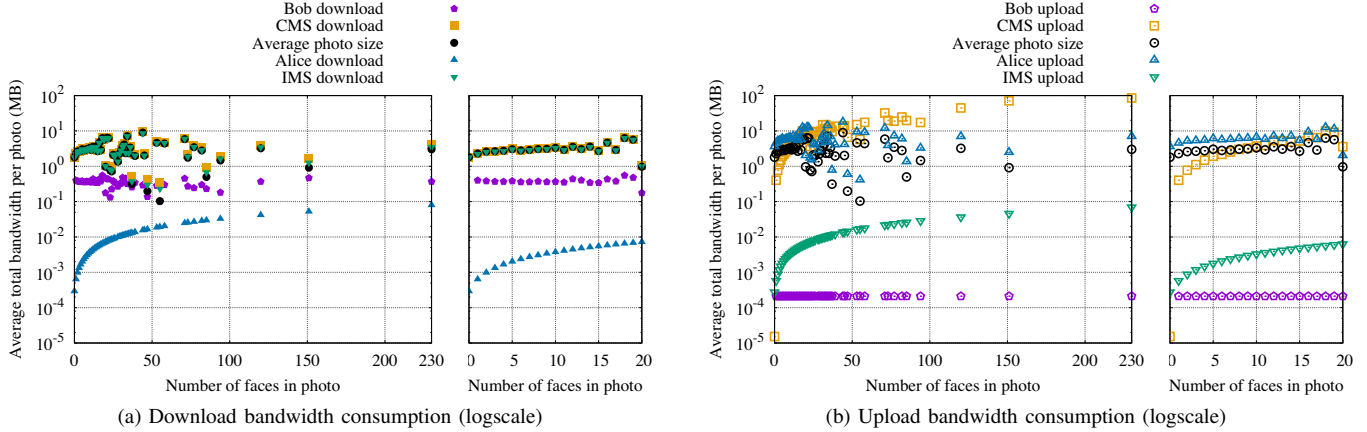 Bob download
CMS download
Average photo size
Alice download
IMS download
Average total bandwidth per photo (MB)
10^2
10^1
10^0
10^-1
10^-2
10^-3
10^-4
10^-5
0 50 100 150 200 230
0 5 10 15 20
Number of faces in photo
Number of faces in photo
(a) Download bandwidth consumption (logscale)
Bob upload
CMS upload
Average photo size
Alice upload
IMS upload
Average total bandwidth per photo (MB)
10^2
10^1
10^0
10^-1
10^-2
10^-3
10^-4
10^-5
0 50 100 150 200 230
0 5 10 15 20
Number of faces in photo
Number of faces in photo
(b) Upload bandwidth consumption (logscale)